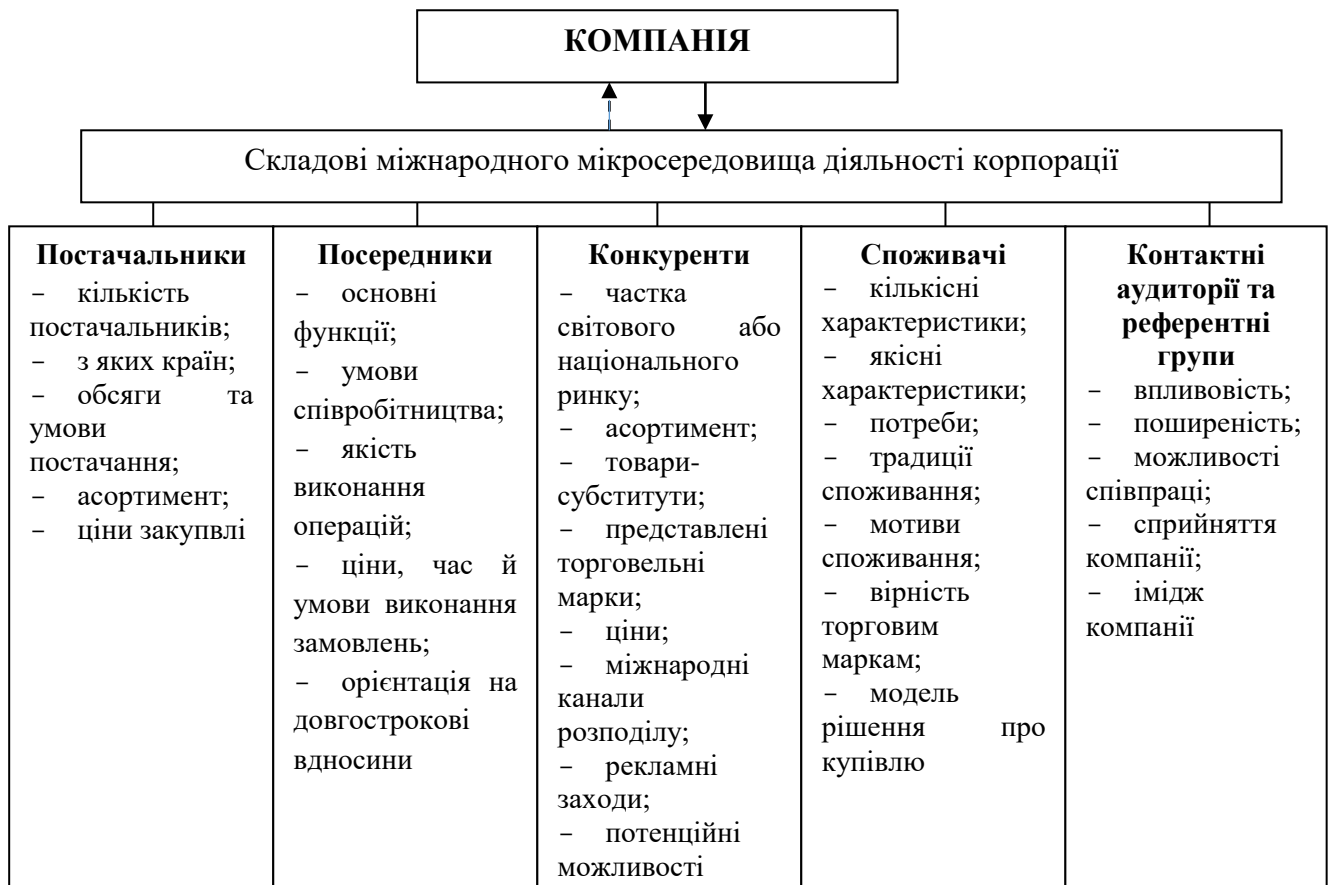 КОМПАНІЯ
Складові міжнародного мікросередовища діяльності корпорації
Постачальники
– кількість
постачальників;
– з яких країн;
– обсяги та
умови
постачання;
– асортимент;
– ціни закупвлі
Посередники
– основні
функції;
– умови
співробітництва;
– якість
виконання
операцій;
– ціни, час й
умови виконання
замовлень;
– орієнтація на
довгострокові
вдносини
Конкуренти
– частка
світового або
національного
ринку;
– асортимент;
– товари-
субститути;
– представлені
торговельні
марки;
– ціни;
– міжнародні
канали
розподілу;
– рекламні
заходи;
– потенційні
можливості
Споживачі
– кількісні
характеристики;
– якісні
характеристики;
– потреби;
– традиції
споживання;
– мотиви
споживання;
– вірність
торговим
маркам;
– модель
рішення про
купівлю
Контактні
аудиторії та
референтні
групи
– впливовість;
– поширеність;
– можливості
співпраці;
– сприйняття
компанії;
– імідж
компанії